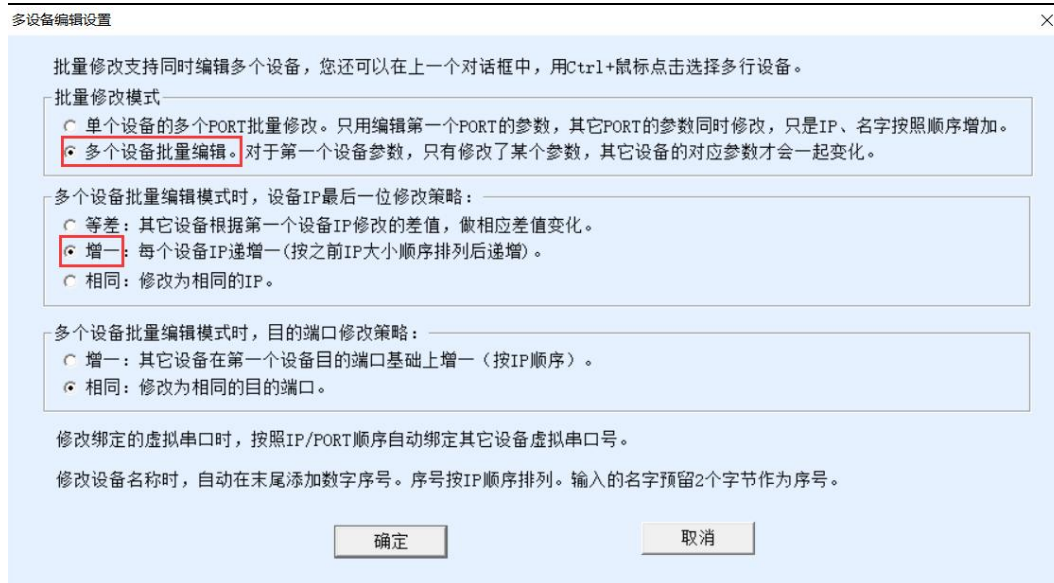 多设备编辑设置
批量修改支持同时编辑多个设备，您还可以在上一个对话框中，用Ctrl+鼠标点击选择多行设备。
批量修改模式
单个设备的多个PORT批量修改。只用编辑第一个PORT的参数，其它PORT的参数同时修改，只是IP、名字按照顺序增加。
多个设备批量编辑。对于第一个设备参数，只有修改了某个参数，其它设备的对应参数才会一起变化。
多个设备批量编辑模式时，设备IP最后一位修改策略：
等差：其它设备根据第一个设备IP修改的差值，做相应差值变化。
增一：每个设备IP递增一(按之前IP大小顺序排列后递增)。
相同：修改为相同的IP。
多个设备批量编辑模式时，目的端口修改策略：
增一：其它设备在第一个设备目的端口基础上增一（按IP顺序）。
相同：修改为相同的目的端口。
修改绑定的虚拟串口时，按照IP/PORT顺序自动绑定其它设备虚拟串口号。
修改设备名称时，自动在末尾添加数字序号。序号按IP顺序排列。输入的名字预留2个字节作为序号。
确定
取消